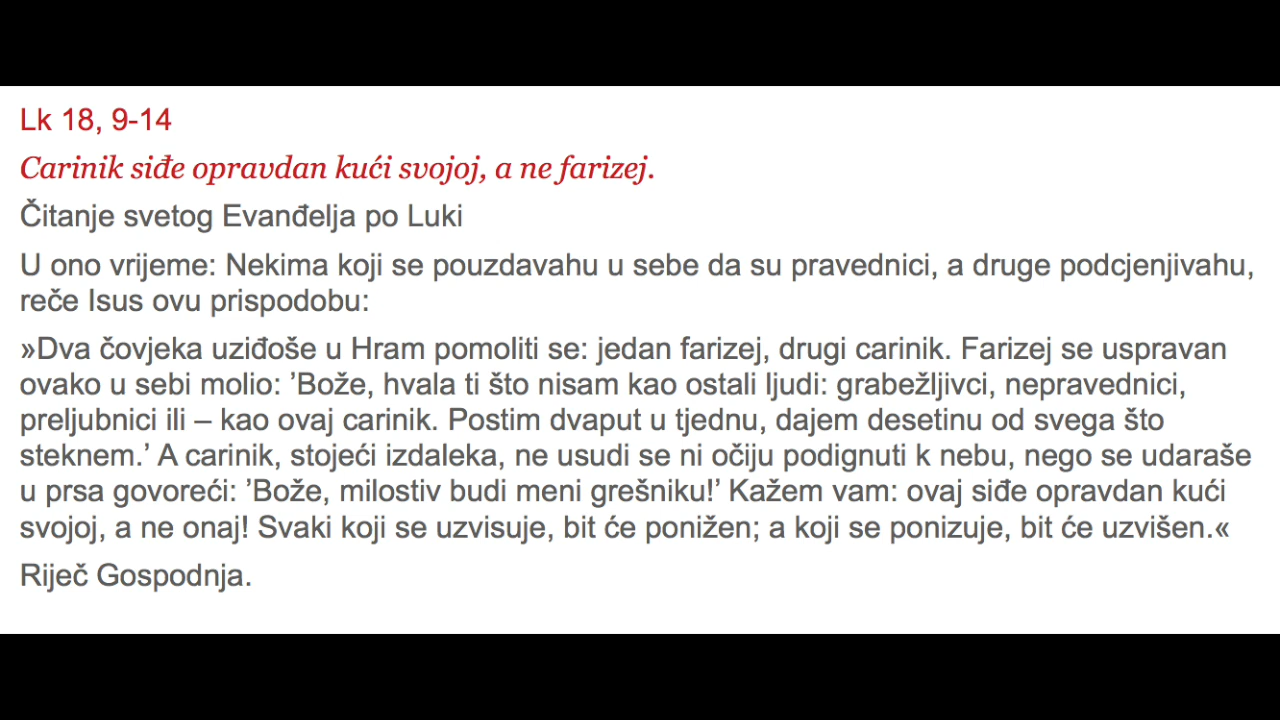 Lk 18, 9-14
Carinik siđe opravdan kući svojoj, a ne farizej.
Čitanje svetog Evanđelja po Luki
U ono vrijeme: Nekima koji se pouzdavahu u sebe da su pravednici, a druge podcjenjivahu,
reče Isus ovu prispodobu:
»Dva čovjeka uziđoše u Hram pomoliti se: jedan farizej, drugi carinik. Farizej se uspravan
ovako u sebi molio: ’Bože, hvala ti što nisam kao ostali ljudi: grabežljivci, nepravednici,
preljubnici ili – kao ovaj carinik. Postim dvaput u tjednu, dajem desetinu od svega što
steknem.’ A carinik, stojeći izdaleka, ne usudi se ni očiju podignuti k nebu, nego se udaraše
u prsa govoreći: ’Bože, milostiv budi meni grešniku!’ Kažem vam: ovaj siđe opravdan kući
svojoj, a ne onaj! Svaki koji se uzvisuje, bit će ponižen; a koji se ponizuje, bit će uzvišen.«
Riječ Gospodnja.